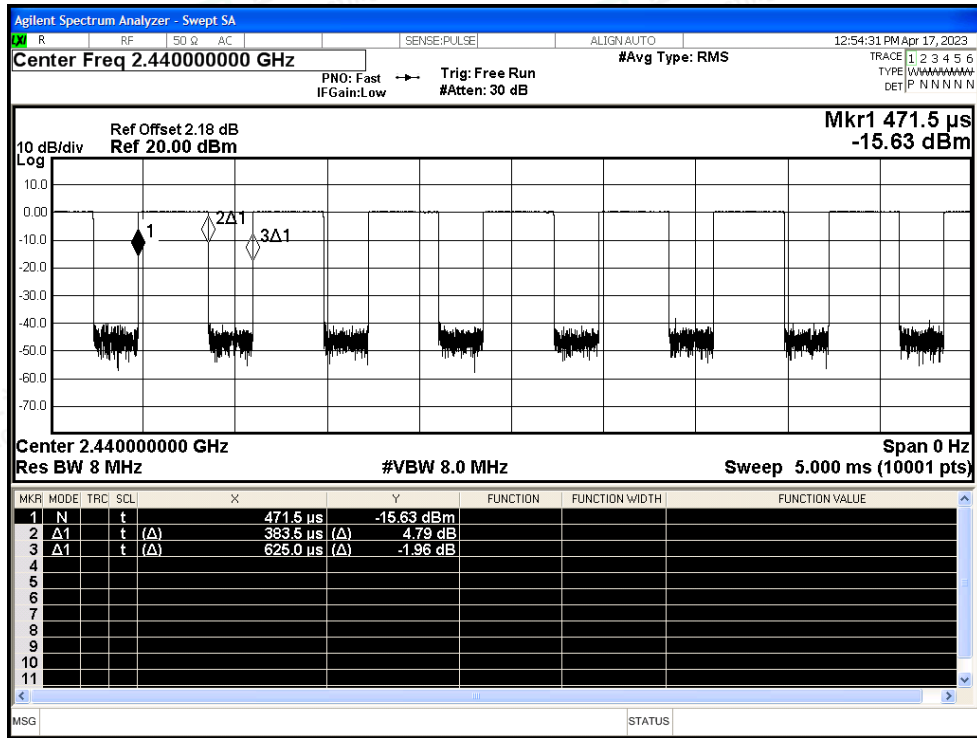 Agilent Spectrum Analyzer - Swept SA
LXI R RF 50 Ω AC SENSE:PULSE ALIGN AUTO 12:54:31 PM Apr 17, 2023
Center Freq 2.440000000 GHz
#Avg Type: RMS
TRACE 1 2 3 4 5 6
TYPE
DET P N N N N N
PNO: Fast
IFGain:Low
Trig: Free Run
#Atten: 30 dB
Mkr1 471.5 µs
-15.63 dBm
Ref Offset 2.18 dB
10 dB/div Ref 20.00 dBm
Log
10.0
0.00
-10.0
-20.0
-30.0
-40.0
-50.0
-60.0
-70.0
1
2Δ1
3Δ1
Center 2.440000000 GHz Span 0 Hz
Res BW 8 MHz #VBW 8.0 MHz Sweep 5.000 ms (10001 pts)
MKR MODE TRC SCL X Y FUNCTION FUNCTION WIDTH FUNCTION VALUE
1 N t 471.5 µs -15.63 dBm
2 Δ1 t (Δ) 383.5 µs (Δ) 4.79 dB
3 Δ1 t (Δ) 625.0 µs (Δ) -1.96 dB
4
5
6
7
8
9
10
11
MSG STATUS